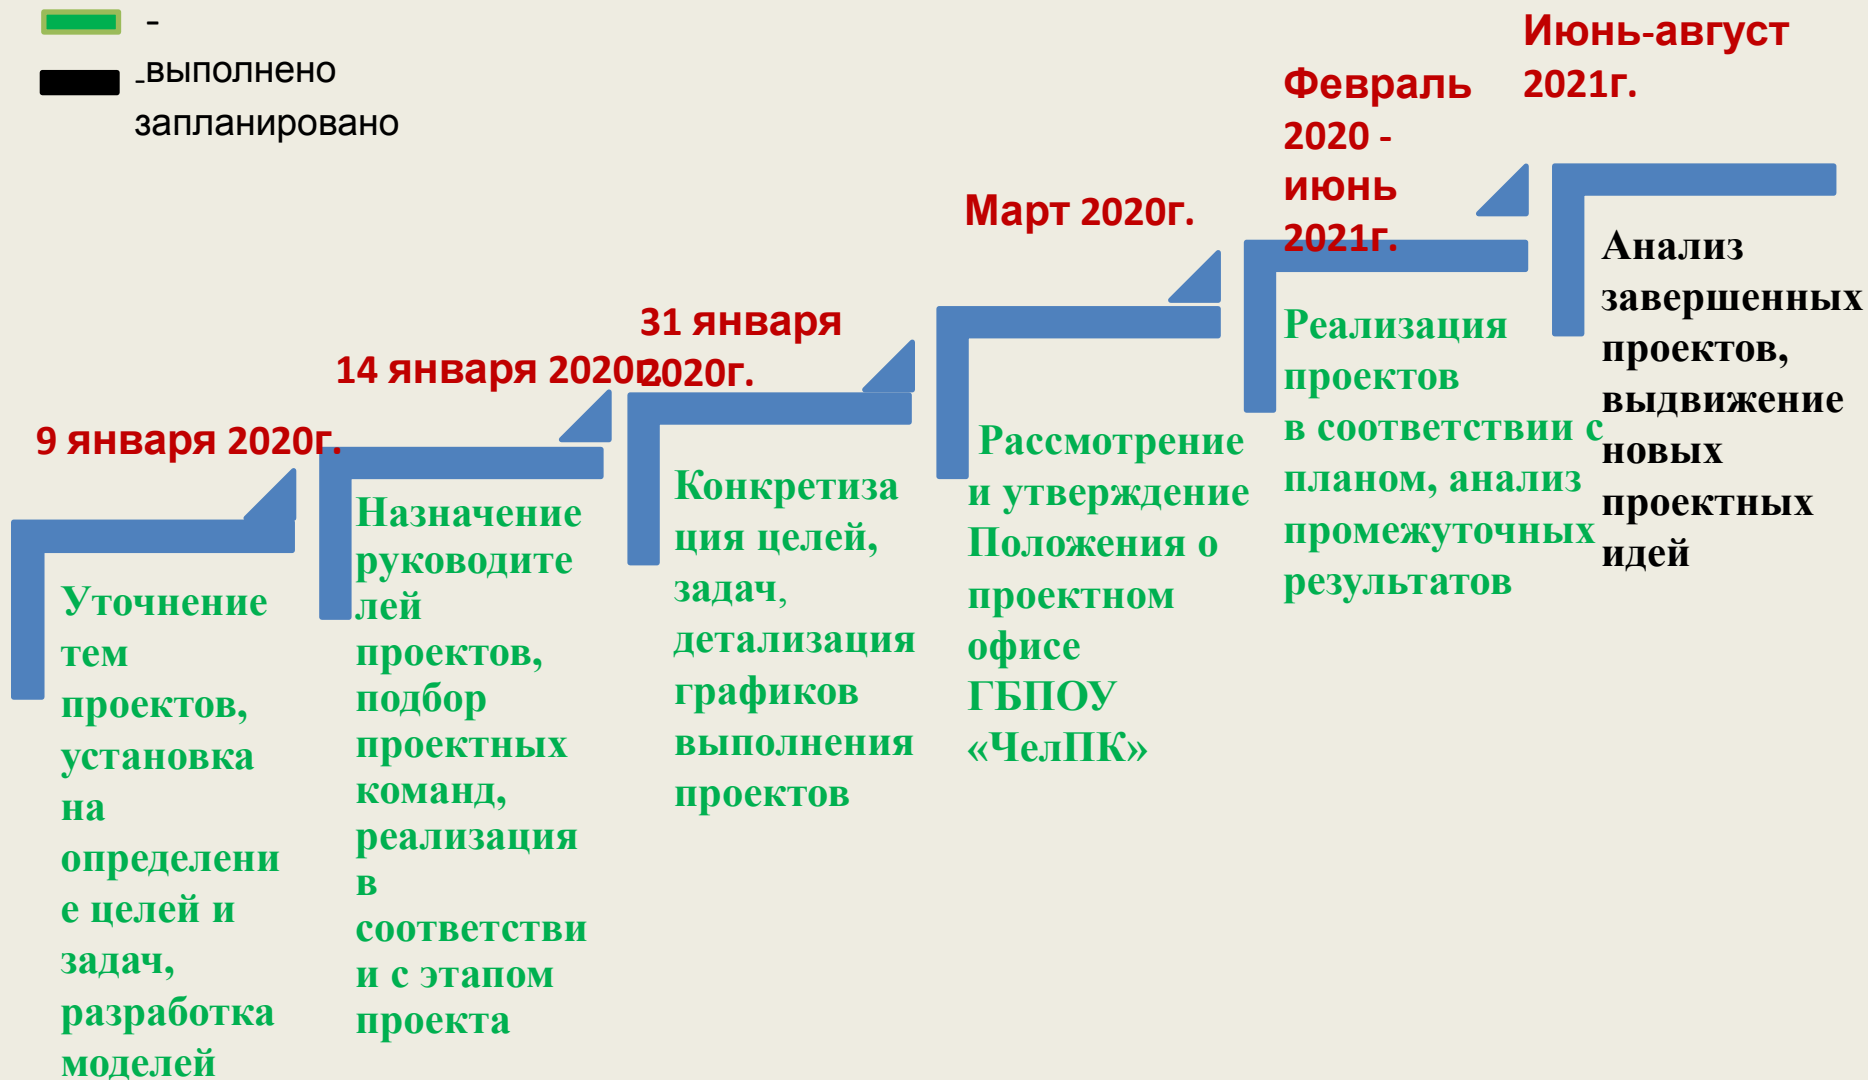 -
-выполнено
запланировано
9 января 2020г.
Уточнение
тем
проектов,
установка
на
определени
е целей и
задач,
разработка
моделей
14 января 2020г.
Назначение
руководите
лей
проектов,
подбор
проектных
команд,
реализация
в
соответстви
и с этапом
проекта
31 января
2020г.
Конкретиза
ция целей,
задач,
детализация
графиков
выполнения
проектов
Март 2020г.
Рассмотрение
и утверждение
Положения о
проектном
офисе
ГБПОУ
«ЧелПК»
Февраль
2020 -
июнь
2021г.
Реализация
проектов
в соответствии с
планом, анализ
промежуточных
результатов
Июнь-август
2021г.
Анализ
завершенных
проектов,
выдвижение
новых
проектных
идей